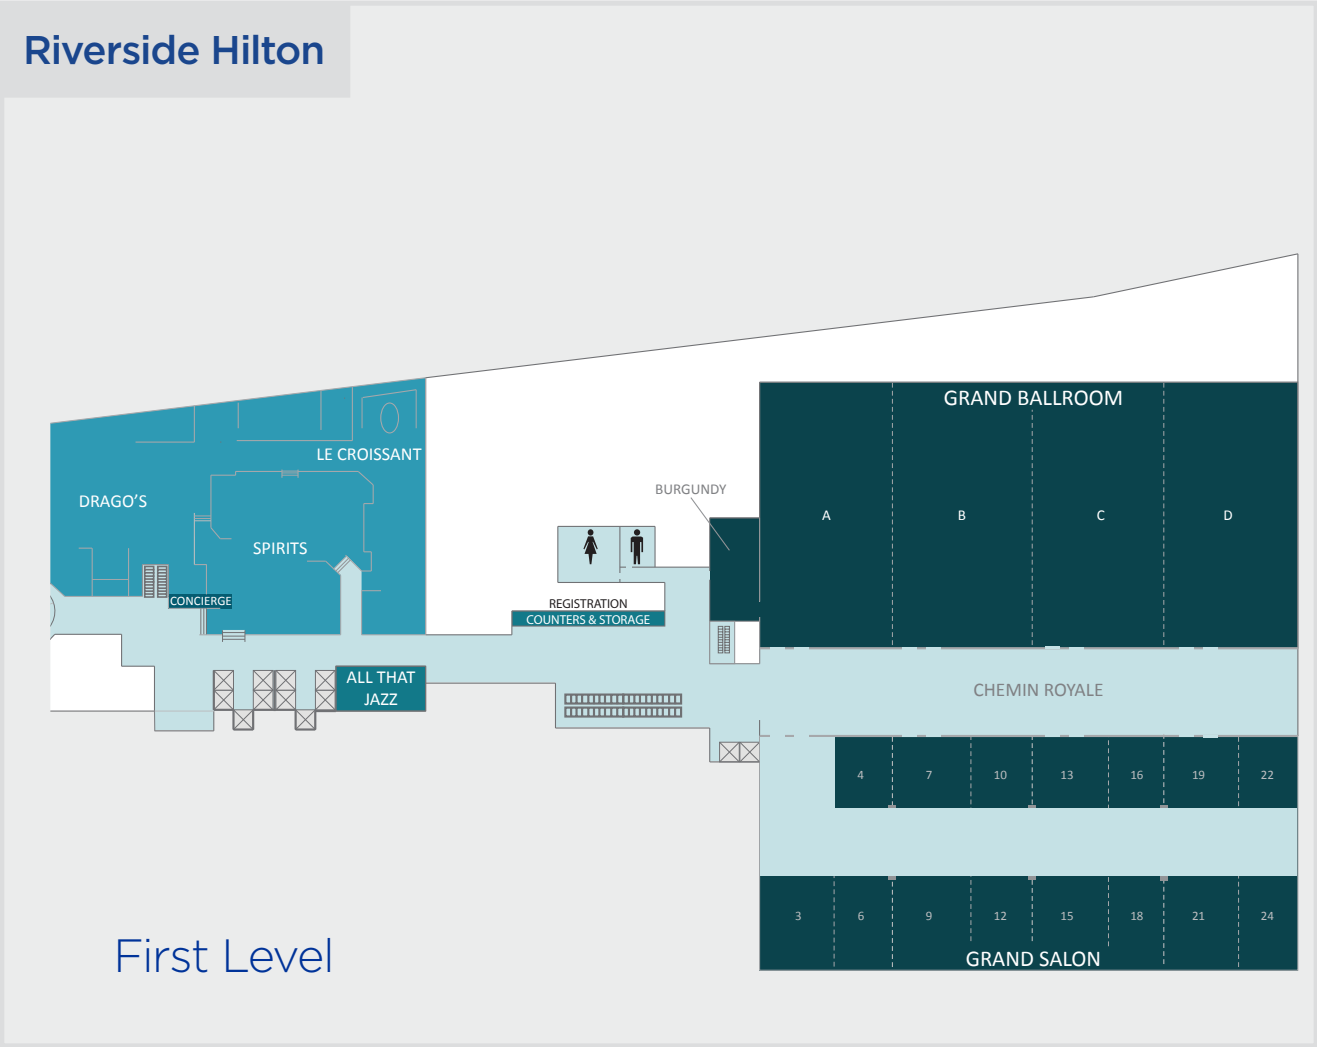 Riverside Hilton
GRAND BALLROOM
LE CROISSANT
DRAGO’S
BURGUNDY
A
B
C
D
SPIRITS
CONCIERGE
REGISTRATION
COUNTERS & STORAGE
ALL THAT
JAZZ
CHEMIN ROYALE
4
7
10
13
16
19
22
3
6
9
12
15
18
21
24
GRAND SALON
First Level